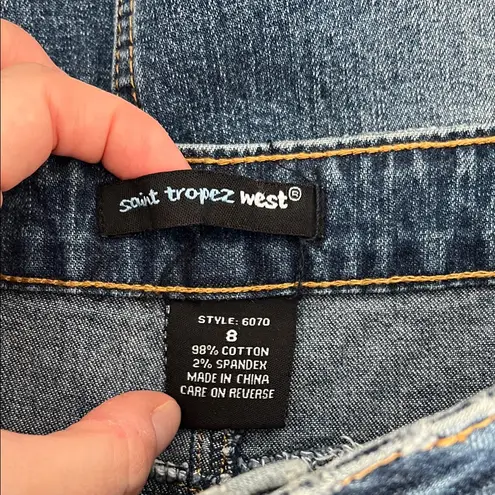 saint tropez west®
STYLE: 6070
8
98% COTTON
2% SPANDEX
MADE IN CHINA
CARE ON REVERSE